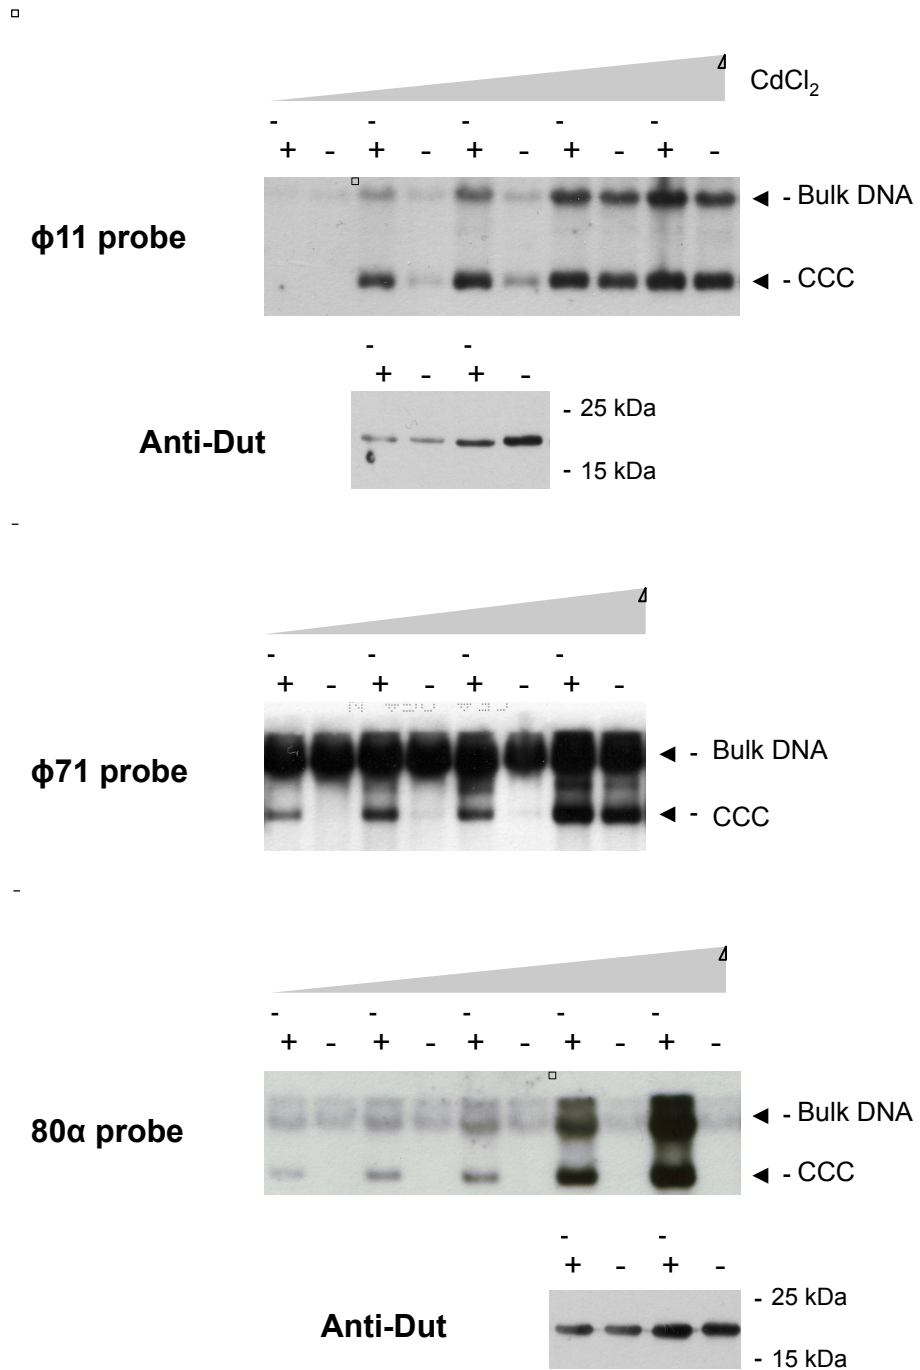 CdCl₂
- - - - -
+ - + - + - + - + -
- Bulk DNA
ϕ11 probe
- CCC
- -
+ - + -
- 25 kDa
Anti-Dut
- 15 kDa
-
- - - -
+ - + - + - + -
- Bulk DNA
ϕ71 probe
- CCC
-
- - - - -
+ - + - + - + - + -
- Bulk DNA
80α probe
- CCC
- -
+ - + -
- 25 kDa
Anti-Dut
- 15 kDa